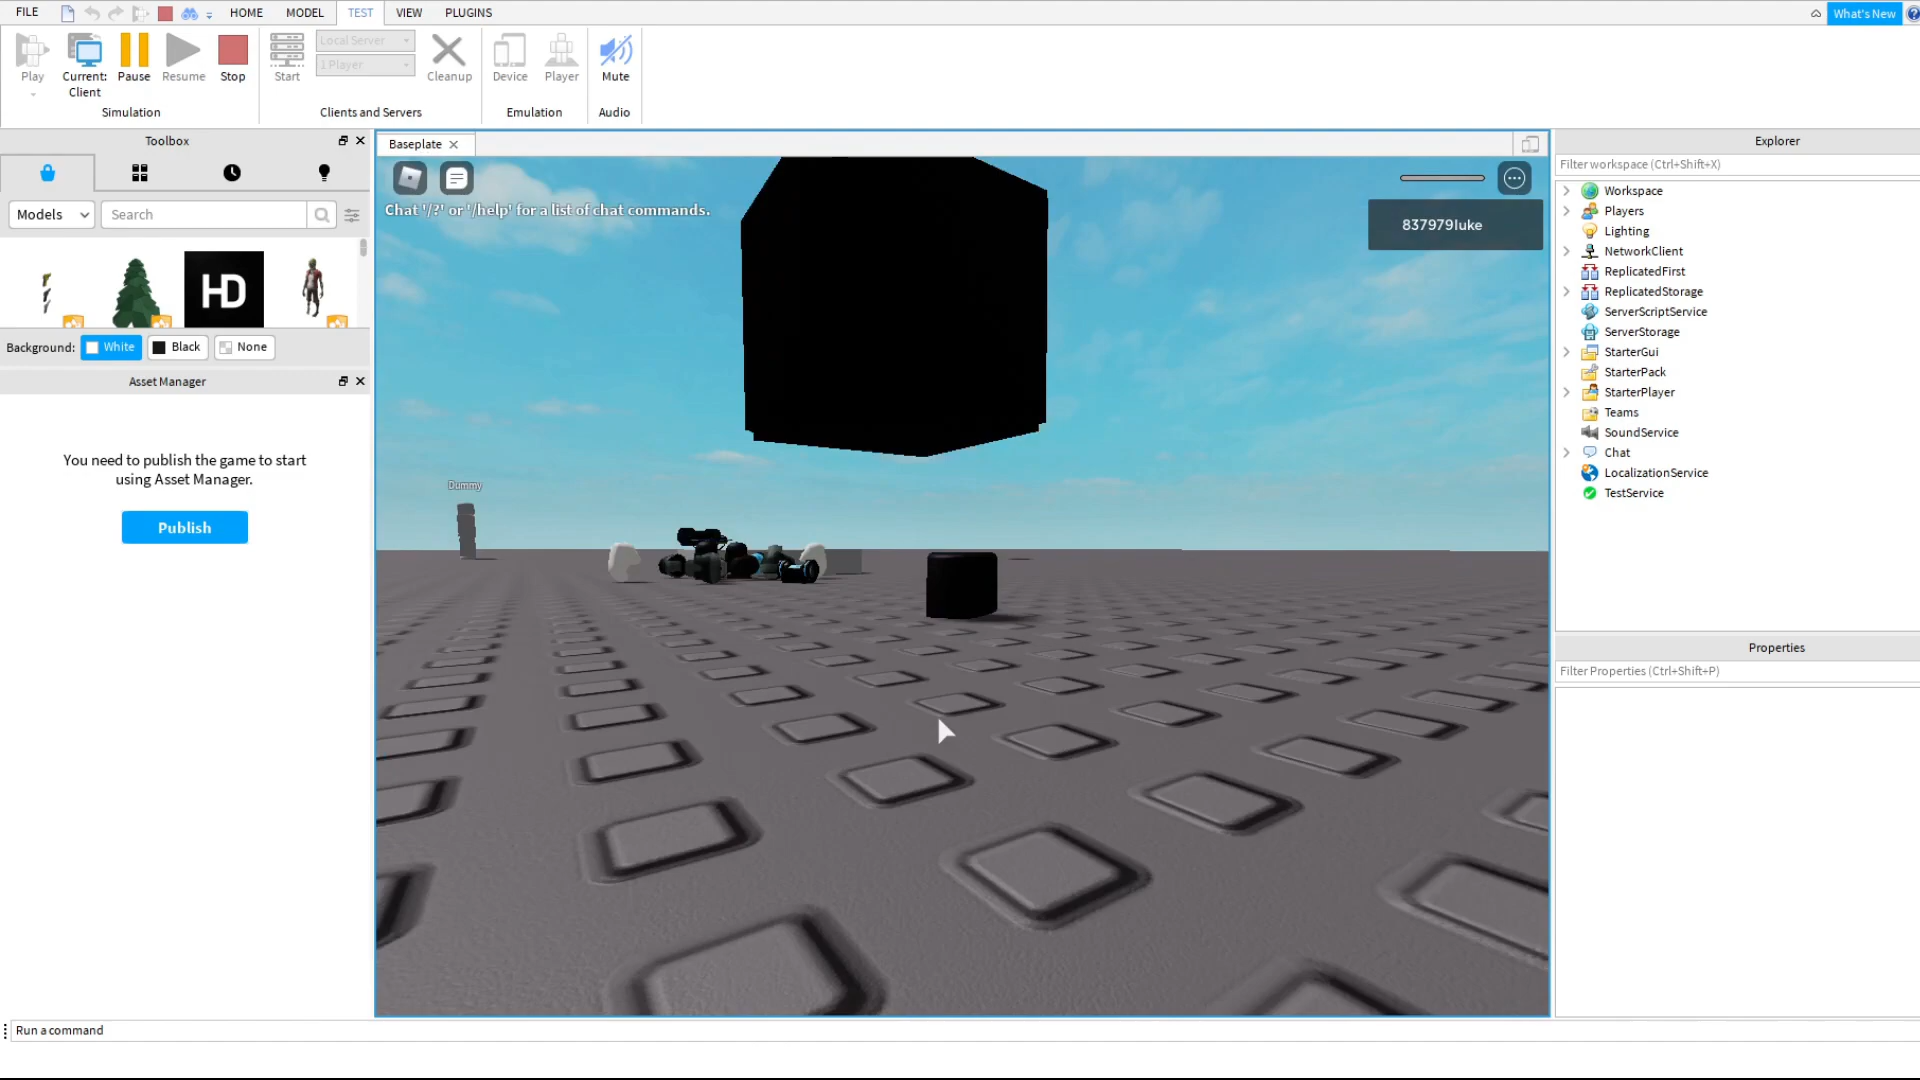 FILE HOME MODEL TEST VIEW PLUGINS What's New
Play Current: Client Pause Resume Stop Start Local Server 1 Player Cleanup Device Player Mute
Simulation Clients and Servers Emulation Audio
Toolbox
Models Search
HD
Background: White Black None
Asset Manager
You need to publish the game to start
using Asset Manager.
Publish
Baseplate
Chat '/?' or '/help' for a list of chat commands.
837979luke
Dummy
Explorer
Filter workspace (Ctrl+Shift+X)
Workspace
Players
Lighting
NetworkClient
ReplicatedFirst
ReplicatedStorage
ServerScriptService
ServerStorage
StarterGui
StarterPack
StarterPlayer
Teams
SoundService
Chat
LocalizationService
TestService
Properties
Filter Properties (Ctrl+Shift+P)
Run a command